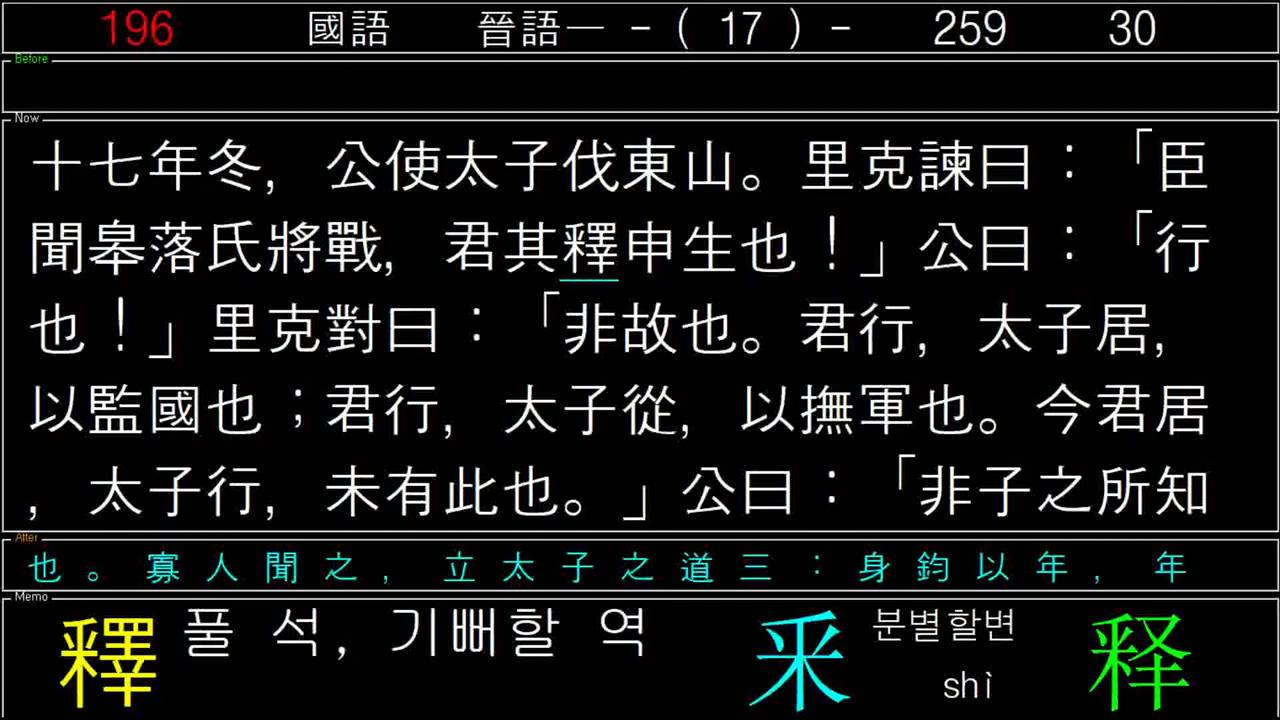 196 國語 晉語一 -(17)- 259 30
Before
Now
十七年冬, 公使太子伐東山。里克諫曰：「臣
聞皋落氏將戰, 君其釋申生也！」公曰：「行
也！」里克對曰：「非故也。君行, 太子居,
以監國也；君行, 太子從, 以撫軍也。今君居
, 太子行, 未有此也。」公曰：「非子之所知
After
也。寡人聞之, 立太子之道三：身鈞以年, 年
Memo
釋 풀 석, 기뻐할 역 釆 분별할변 shì 释